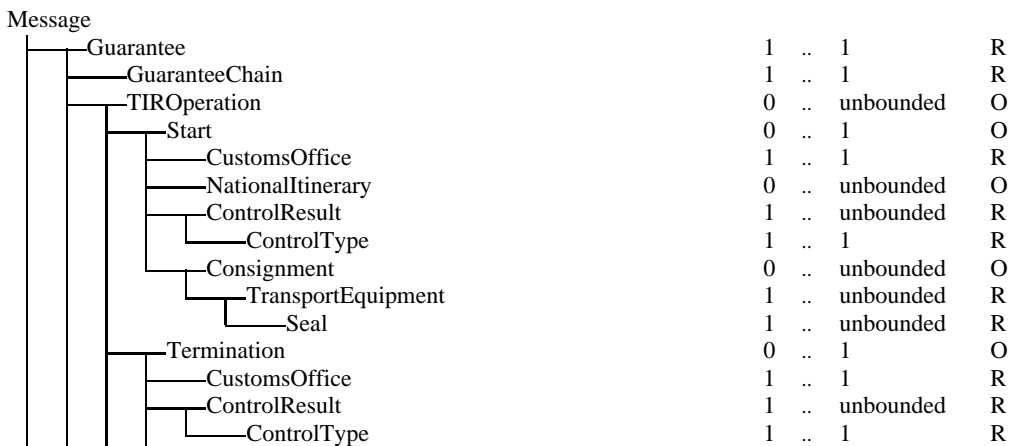 Message
Guarantee 1 .. 1 R
GuaranteeChain 1 .. 1 R
TIROperation 0 .. unbounded O
Start 0 .. 1 O
CustomsOffice 1 .. 1 R
NationalItinerary 0 .. unbounded O
ControlResult 1 .. unbounded R
ControlType 1 .. 1 R
Consignment 0 .. unbounded O
TransportEquipment 1 .. unbounded R
Seal 1 .. unbounded R
Termination 0 .. 1 O
CustomsOffice 1 .. 1 R
ControlResult 1 .. unbounded R
ControlType 1 .. 1 R